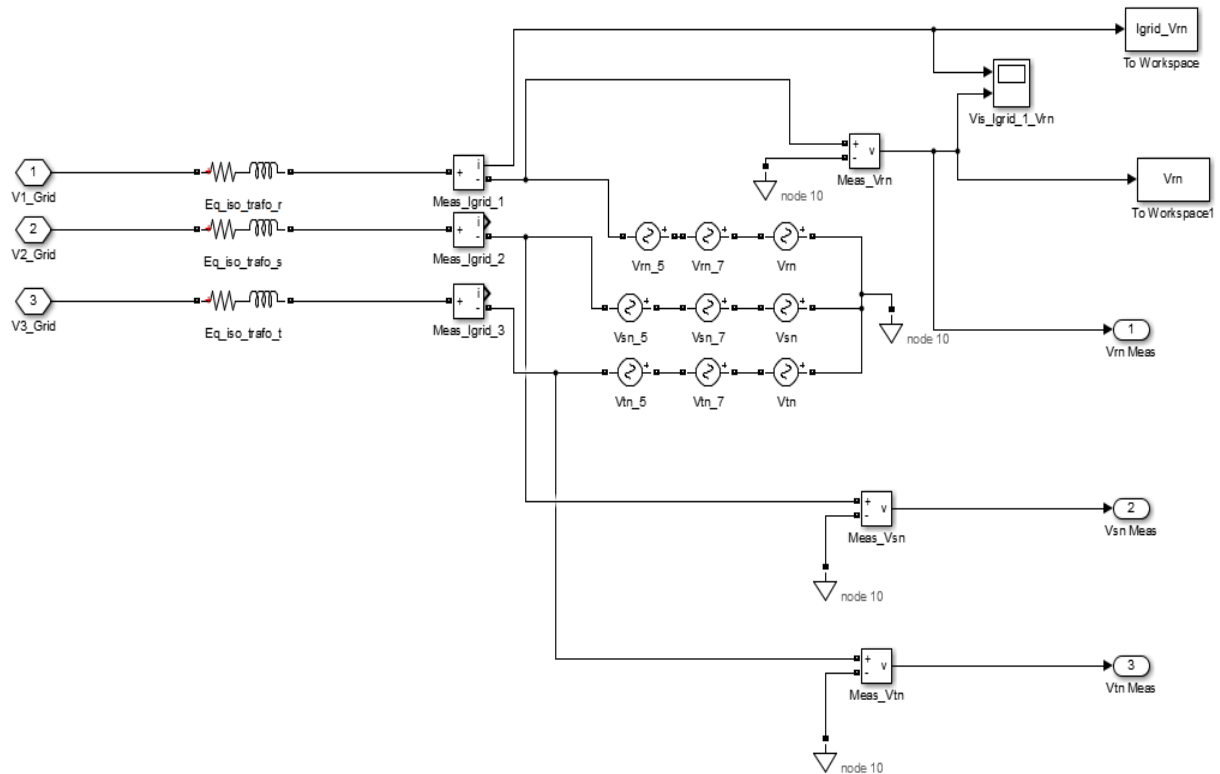 Igrid_Vrn
To Workspace
Vis_Igrid_1_Vrn
+
-
v
Meas_Vrn
node 10
Vrn
To Workspace1
1
V1_Grid
Eq_iso_trafo_r
+
i
-
Meas_Igrid_1
2
V2_Grid
Eq_iso_trafo_s
+
i
-
Meas_Igrid_2
3
V3_Grid
Eq_iso_trafo_t
+
i
-
Meas_Igrid_3
+
+
+
Vrn_5
Vrn_7
Vrn
+
+
+
Vsn_5
Vsn_7
Vsn
node 10
1
Vrn Meas
+
+
+
Vtn_5
Vtn_7
Vtn
+
-
v
Meas_Vsn
node 10
2
Vsn Meas
+
-
v
Meas_Vtn
node 10
3
Vtn Meas